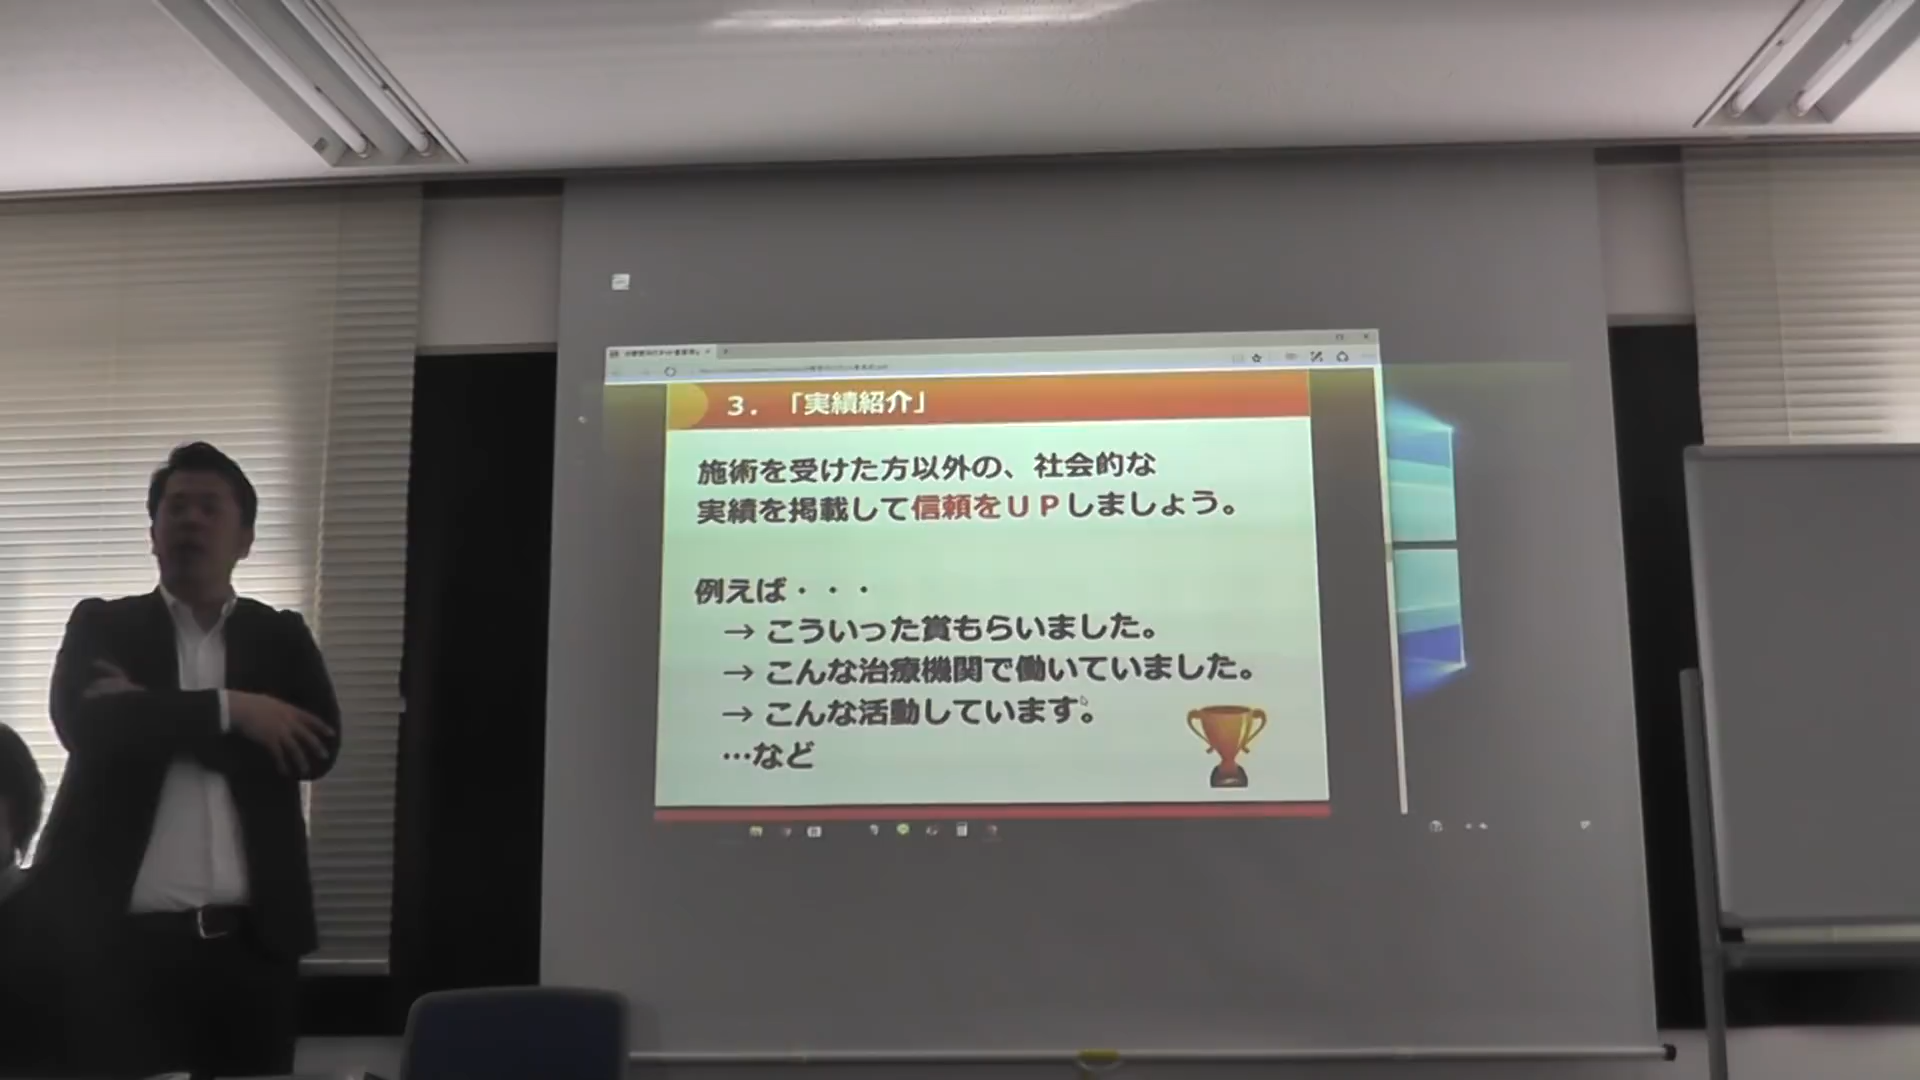 ３．「実績紹介」
施術を受けた方以外の、社会的な
実績を掲載して信頼をＵＰしましょう。
例えば・・・
→ こういった賞もらいました。
→ こんな治療機関で働いていました。
→ こんな活動しています。
…など